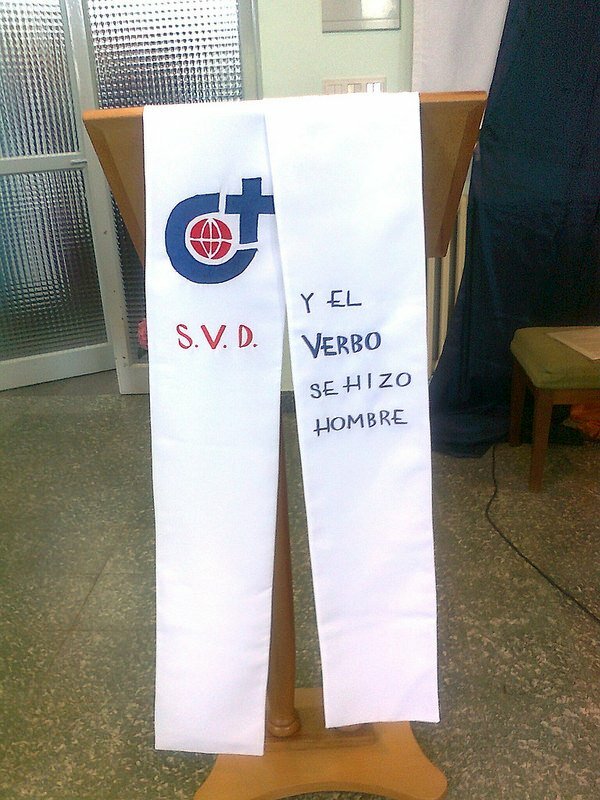 S.V.D.
Y EL
VERBO
SE HIZO
HOMBRE